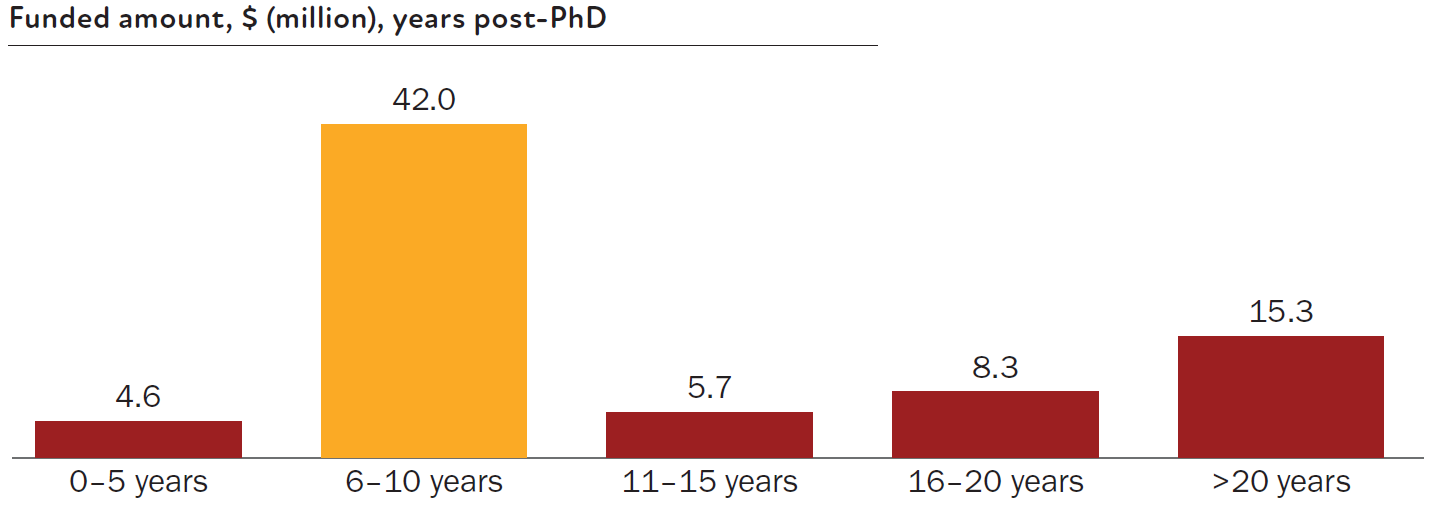 Funded amount, $ (million), years post-PhD
42.0
15.3
8.3
5.7
4.6
0–5 years
6–10 years
11–15 years
16–20 years
>20 years